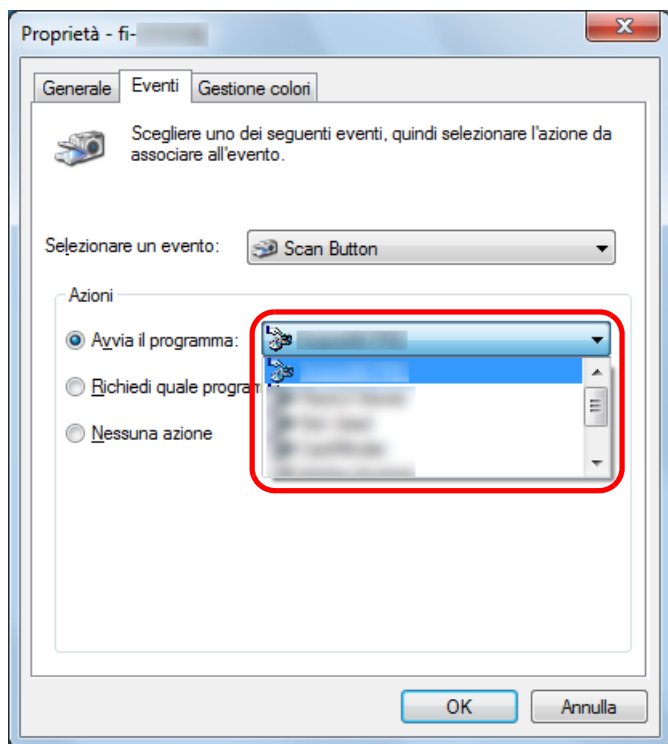 Proprietà - fi-
Generale Eventi Gestione colori
Scegliere uno dei seguenti eventi, quindi selezionare l'azione da
associare all'evento.
Selezionare un evento: Scan Button
Azioni
Avvia il programma:
Richiedi quale program
Nessuna azione
OK Annulla